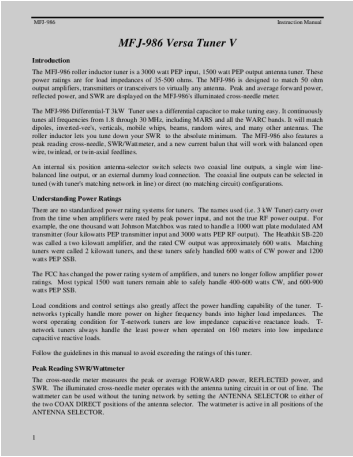 MFJ-986 Instruction Manual
MFJ-986 Versa Tuner V
Introduction
The MFJ-986 roller inductor tuner is a 3000 watt PEP input, 1500 watt PEP output antenna tuner. These
power ratings are for load impedances of 35-500 ohms. The MFJ-986 is designed to match 50 ohm
output amplifiers, transmitters or transceivers to virtually any antenna. Peak and average forward power,
reflected power, and SWR are displayed on the MFJ-986's illuminated cross-needle meter.
The MFJ-986 Differential-T 3kW Tuner uses a differential capacitor to make tuning easy. It continuously
tunes all frequencies from 1.8 through 30 MHz, including MARS and all the WARC bands. It will match
dipoles, inverted-vee's, verticals, mobile whips, beams, random wires, and many other antennas. The
roller inductor lets you tune down your SWR to the absolute minimum. The MFJ-986 also features a
peak reading cross-needle, SWR/Wattmeter, and a new current balun that will work with balanced open
wire, twinlead, or twin-axial feedlines.
An internal six position antenna-selector switch selects two coaxial line outputs, a single wire line-
balanced line output, or an external dummy load connection. The coaxial line outputs can be selected in
tuned (with tuner's matching network in line) or direct (no matching circuit) configurations.
Understanding Power Ratings
There are no standardized power rating systems for tuners. The names used (i.e. 3 kW Tuner) carry over
from the time when amplifiers were rated by peak power input, and not the true RF power output. For
example, the one thousand watt Johnson Matchbox was rated to handle a 1000 watt plate modulated AM
transmitter (four kilowatts PEP transmitter input and 3000 watts PEP RF output). The Heathkit SB-220
was called a two kilowatt amplifier, and the rated CW output was approximately 600 watts. Matching
tuners were called 2 kilowatt tuners, and these tuners safely handled 600 watts of CW power and 1200
watts PEP SSB.
The FCC has changed the power rating system of amplifiers, and tuners no longer follow amplifier power
ratings. Most typical 1500 watt tuners remain able to safely handle 400-600 watts CW, and 600-900
watts PEP SSB.
Load conditions and control settings also greatly affect the power handling capability of the tuner. T-
networks typically handle more power on higher frequency bands into higher load impedances. The
worst operating condition for T-network tuners are low impedance capacitive reactance loads. T-
network tuners always handle the least power when operated on 160 meters into low impedance
capacitive reactive loads.
Follow the guidelines in this manual to avoid exceeding the ratings of this tuner.
Peak Reading SWR/Wattmeter
The cross-needle meter measures the peak or average FORWARD power, REFLECTED power, and
SWR. The illuminated cross-needle meter operates with the antenna tuning circuit in or out of line. The
wattmeter can be used without the tuning network by setting the ANTENNA SELECTOR to either of
the two COAX DIRECT positions of the antenna selector. The wattmeter is active in all positions of the
ANTENNA SELECTOR.
1